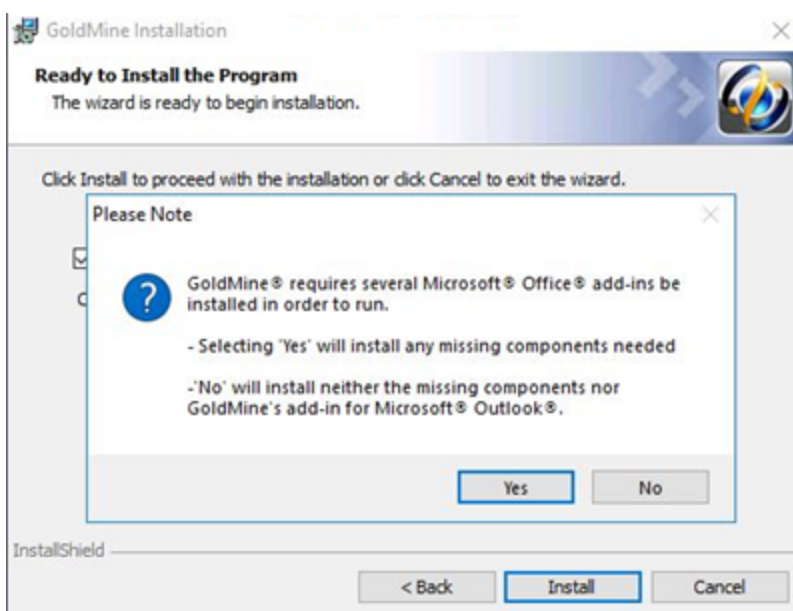 GoldMine Installation
Ready to Install the Program
The wizard is ready to begin installation.
Click Install to proceed with the installation or click Cancel to exit the wizard.
Please Note
GoldMine® requires several Microsoft® Office® add-ins be
installed in order to run.
- Selecting 'Yes' will install any missing components needed
-'No' will install neither the missing components nor
GoldMine's add-in for Microsoft® Outlook®.
Yes No
InstallShield
< Back Install Cancel